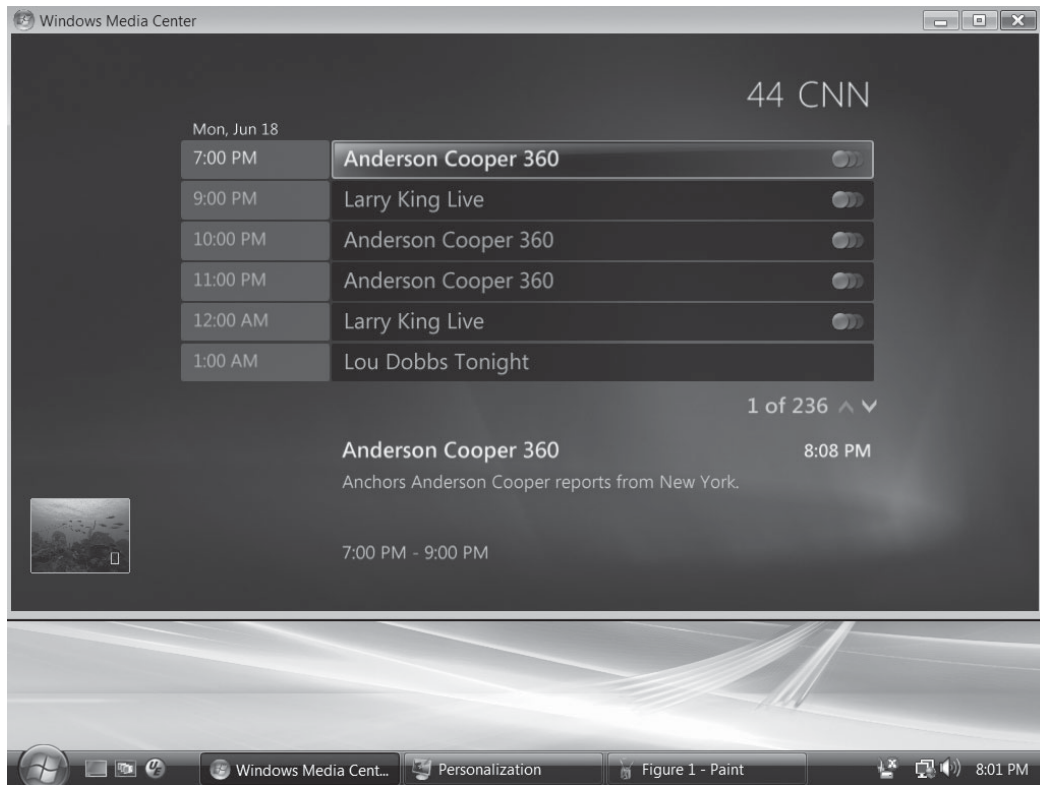 Windows Media Center
44 CNN
Mon, Jun 18
7:00 PM Anderson Cooper 360
9:00 PM Larry King Live
10:00 PM Anderson Cooper 360
11:00 PM Anderson Cooper 360
12:00 AM Larry King Live
1:00 AM Lou Dobbs Tonight
1 of 236
Anderson Cooper 360 8:08 PM
Anchors Anderson Cooper reports from New York.
7:00 PM - 9:00 PM
Windows Media Cent... Personalization Figure 1 - Paint 8:01 PM